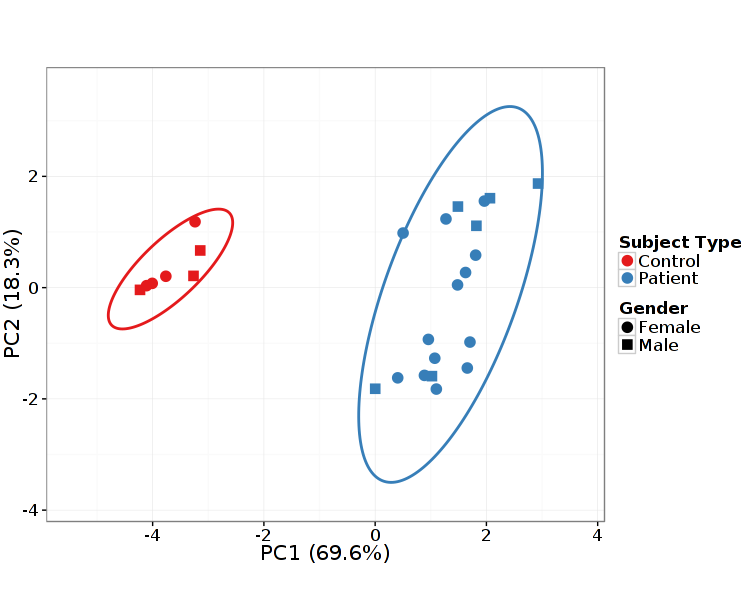 2
0
-2
-4
PC2 (18.3%)
-4
-2
0
2
4
PC1 (69.6%)
Subject Type
Control
Patient
Gender
Female
Male